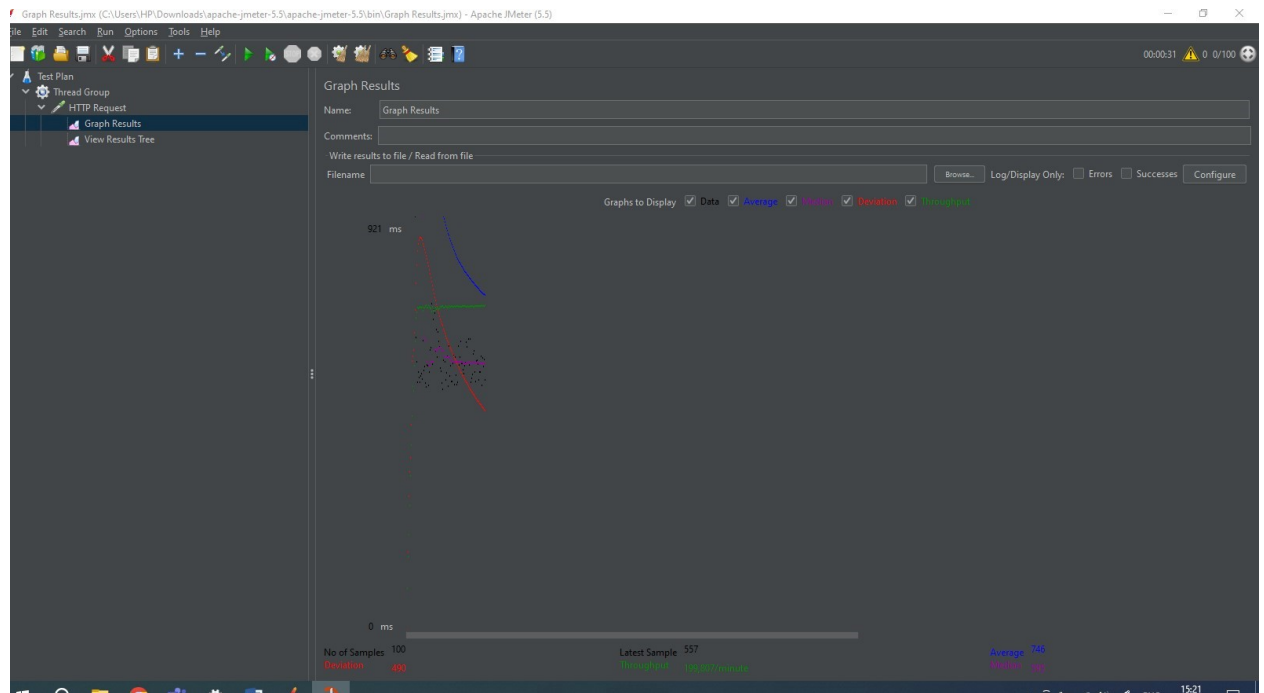 Graph Results.jmx (C:\Users\HP\Downloads\apache-jmeter-5.5\apache-jmeter-5.5\bin\Graph Results.jmx) - Apache JMeter (5.5)
Edit Search Run Options Tools Help
00:00:31 0 0/100
Test Plan
Thread Group
HTTP Request
Graph Results
View Results Tree
Graph Results
Name: Graph Results
Comments:
Write results to file / Read from file
Filename Browse... Log/Display Only: Errors Successes Configure
Graphs to Display Data Average Median Deviation Throughput
921 ms
0 ms
No of Samples 100 Latest Sample 557 Average 746
Deviation 490 Throughput Median
15:21